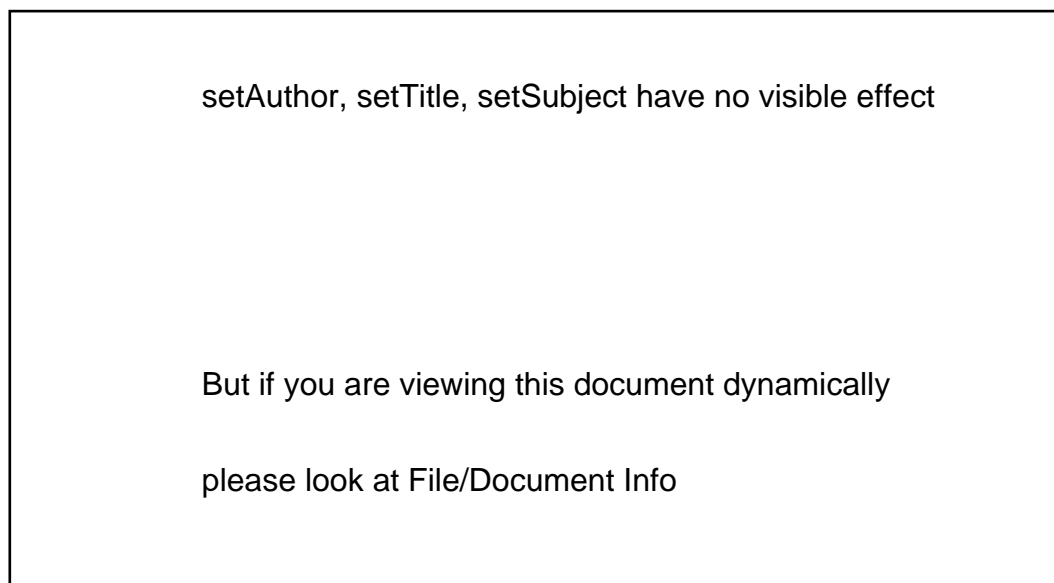 setAuthor, setTitle, setSubject have no visible effect
But if you are viewing this document dynamically
please look at File/Document Info